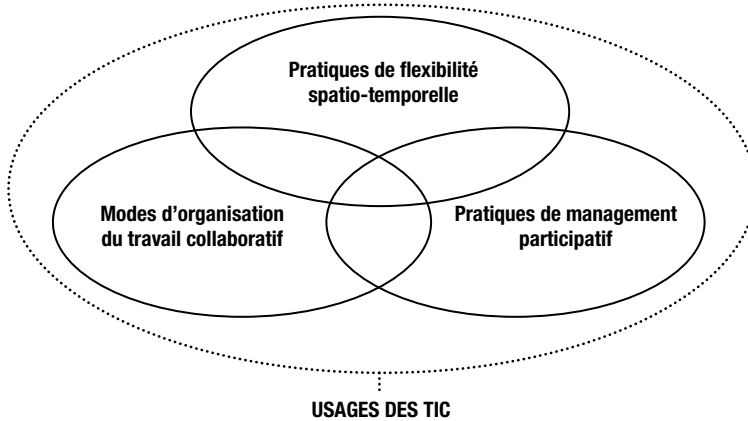 Pratiques de flexibilité
spatio-temporelle
Modes d'organisation
du travail collaboratif
Pratiques de management
participatif
USAGES DES TIC